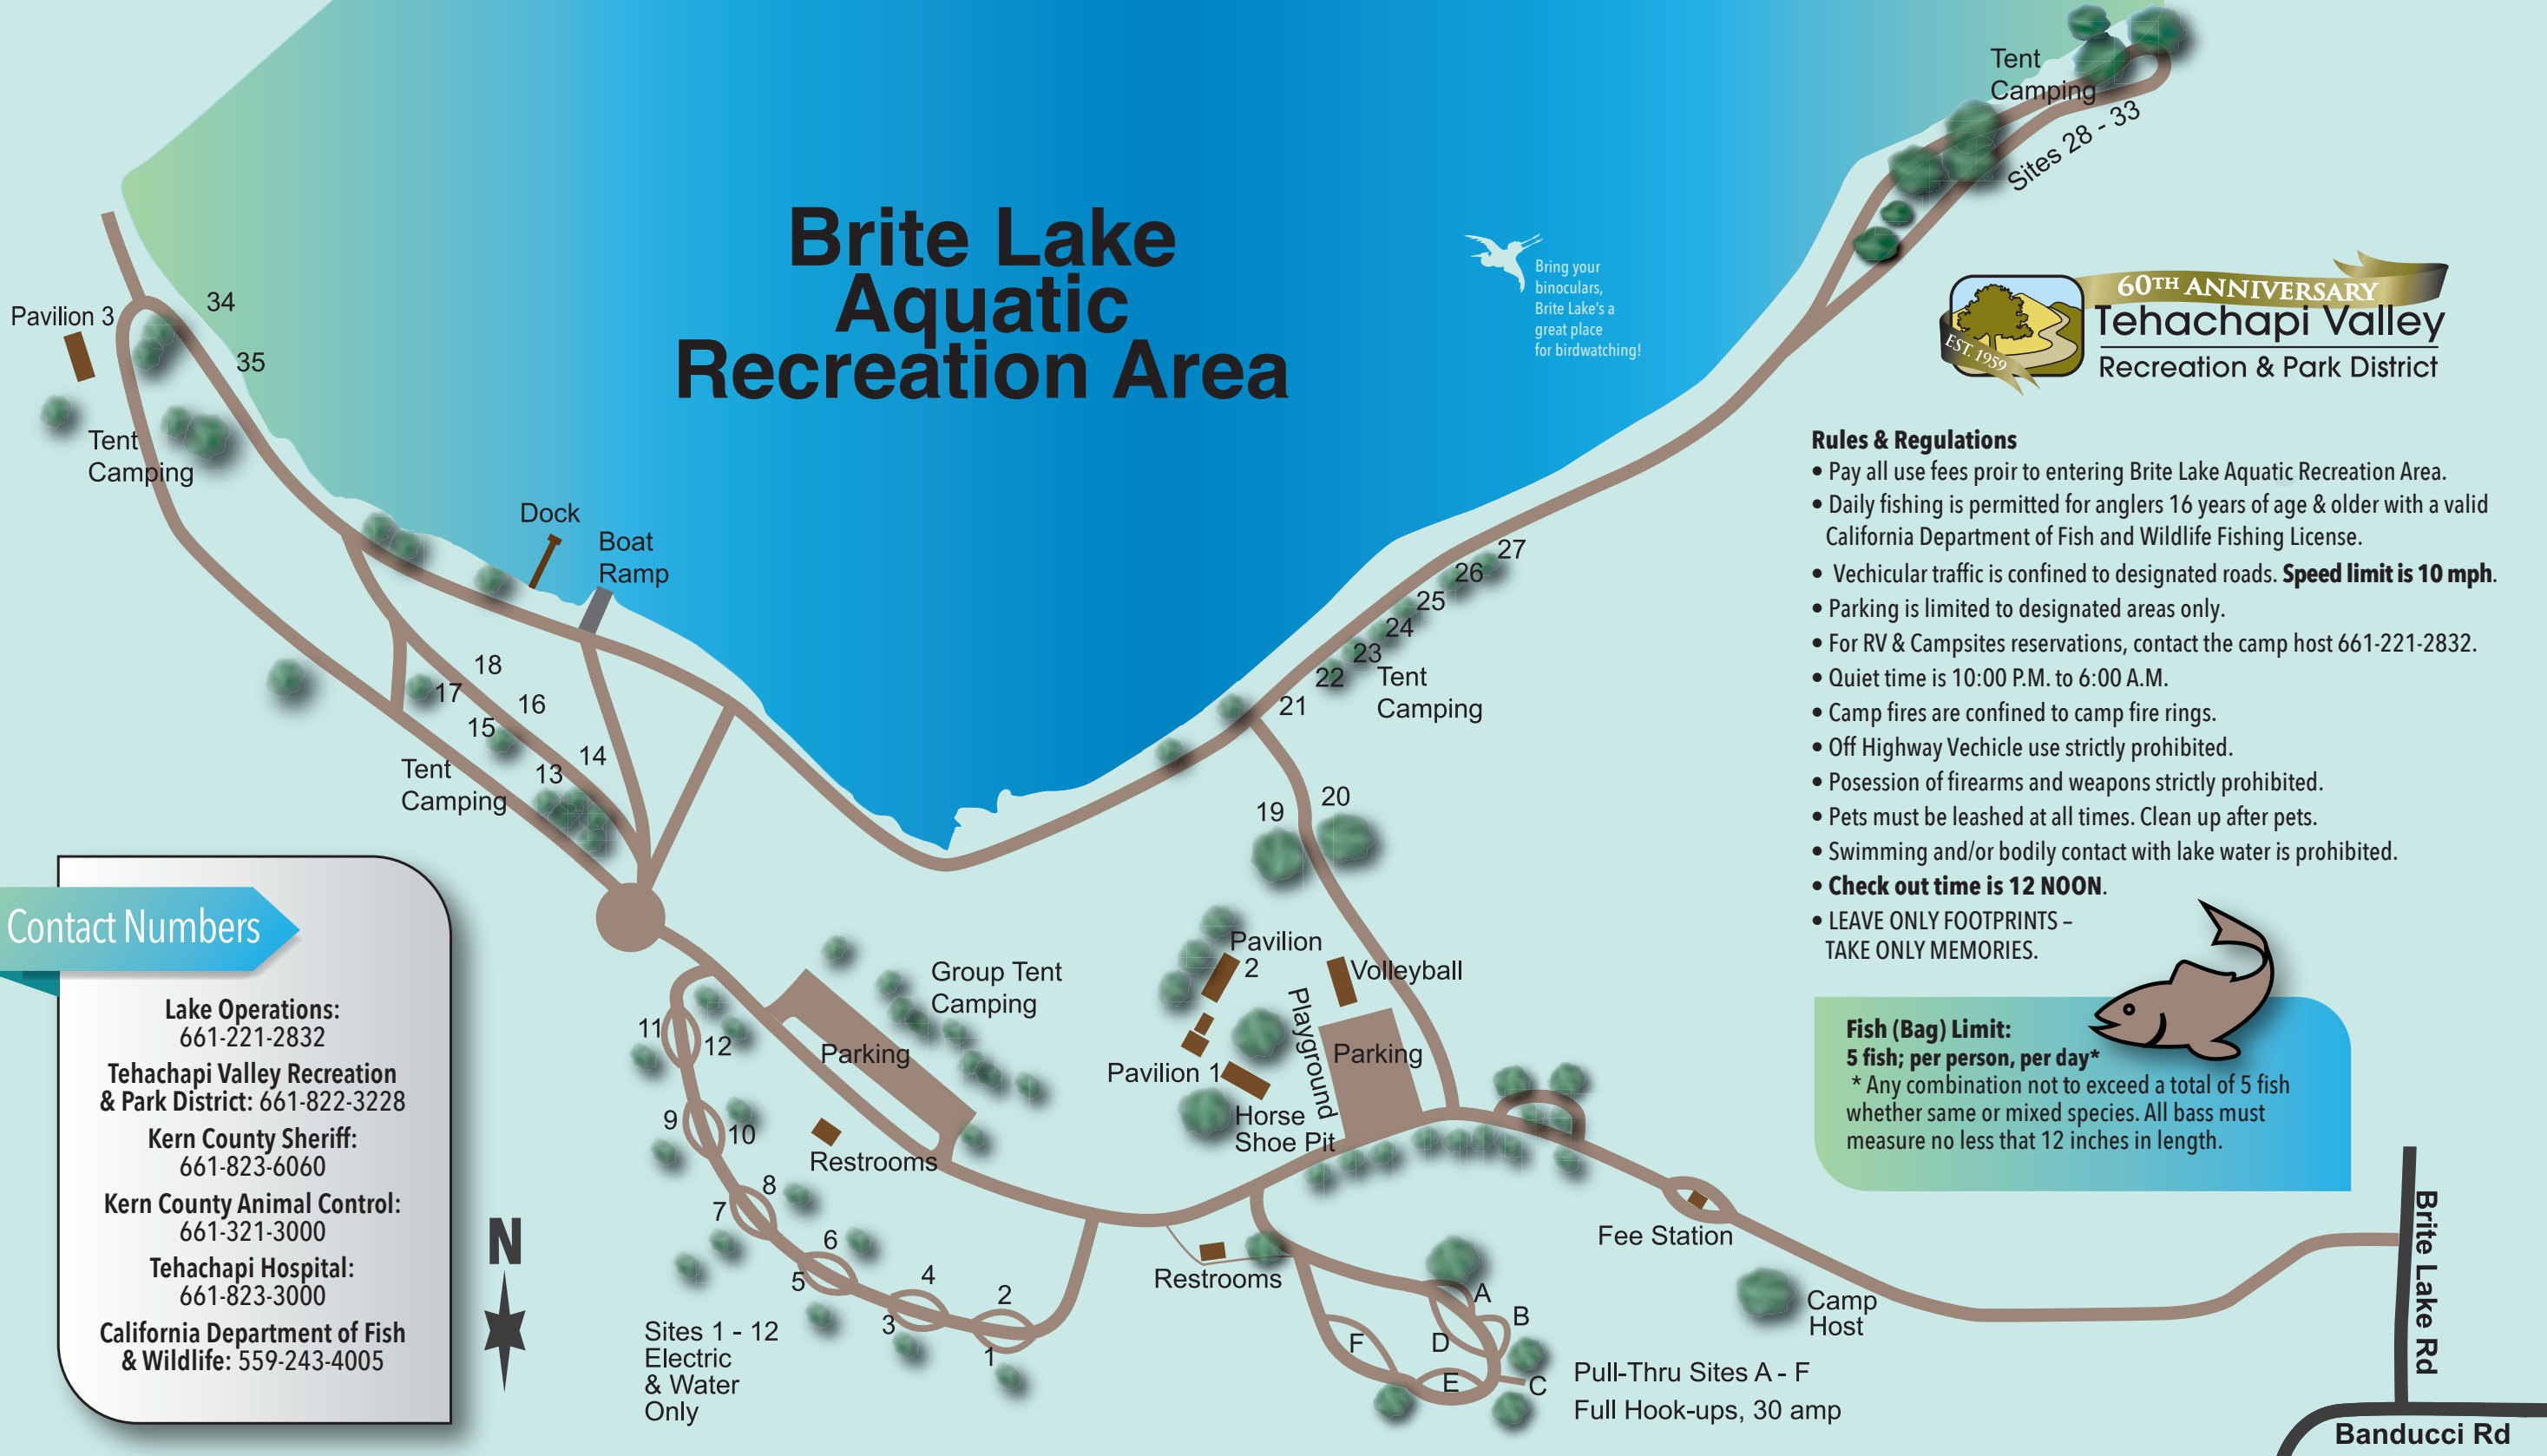 Brite Lake
Aquatic
Recreation Area
Bring your
binoculars,
Brite Lake's a
great place
for birdwatching!
Tent
Camping
Sites 28 - 33
60TH ANNIVERSARY
EST. 1959
Tehachapi Valley
Recreation & Park District
Rules & Regulations
• Pay all use fees proir to entering Brite Lake Aquatic Recreation Area.
• Daily fishing is permitted for anglers 16 years of age & older with a valid
California Department of Fish and Wildlife Fishing License.
• Vechicular traffic is confined to designated roads. Speed limit is 10 mph.
• Parking is limited to designated areas only.
• For RV & Campsites reservations, contact the camp host 661-221-2832.
• Quiet time is 10:00 P.M. to 6:00 A.M.
• Camp fires are confined to camp fire rings.
• Off Highway Vechicle use strictly prohibited.
• Posession of firearms and weapons strictly prohibited.
• Pets must be leashed at all times. Clean up after pets.
• Swimming and/or bodily contact with lake water is prohibited.
• Check out time is 12 NOON.
• LEAVE ONLY FOOTPRINTS –
TAKE ONLY MEMORIES.
Fish (Bag) Limit:
5 fish; per person, per day*
* Any combination not to exceed a total of 5 fish
whether same or mixed species. All bass must
measure no less that 12 inches in length.
Pavilion 3
34
35
Tent
Camping
Dock
Boat
Ramp
18
17
16
15
14
13
Tent
Camping
27
26
25
24
23
22
21
Tent
Camping
19
20
Pavilion
2
Volleyball
Playground
Parking
Pavilion 1
Horse
Shoe Pit
Group Tent
Camping
Parking
Restrooms
11
12
9
10
8
7
6
5
4
3
2
1
Sites 1 - 12
Electric
& Water
Only
Restrooms
Fee Station
Camp
Host
A
B
C
D
E
F
Pull-Thru Sites A - F
Full Hook-ups, 30 amp
Brite Lake Rd
Banducci Rd
N
Contact Numbers
Lake Operations:
661-221-2832
Tehachapi Valley Recreation
& Park District: 661-822-3228
Kern County Sheriff:
661-823-6060
Kern County Animal Control:
661-321-3000
Tehachapi Hospital:
661-823-3000
California Department of Fish
& Wildlife: 559-243-4005